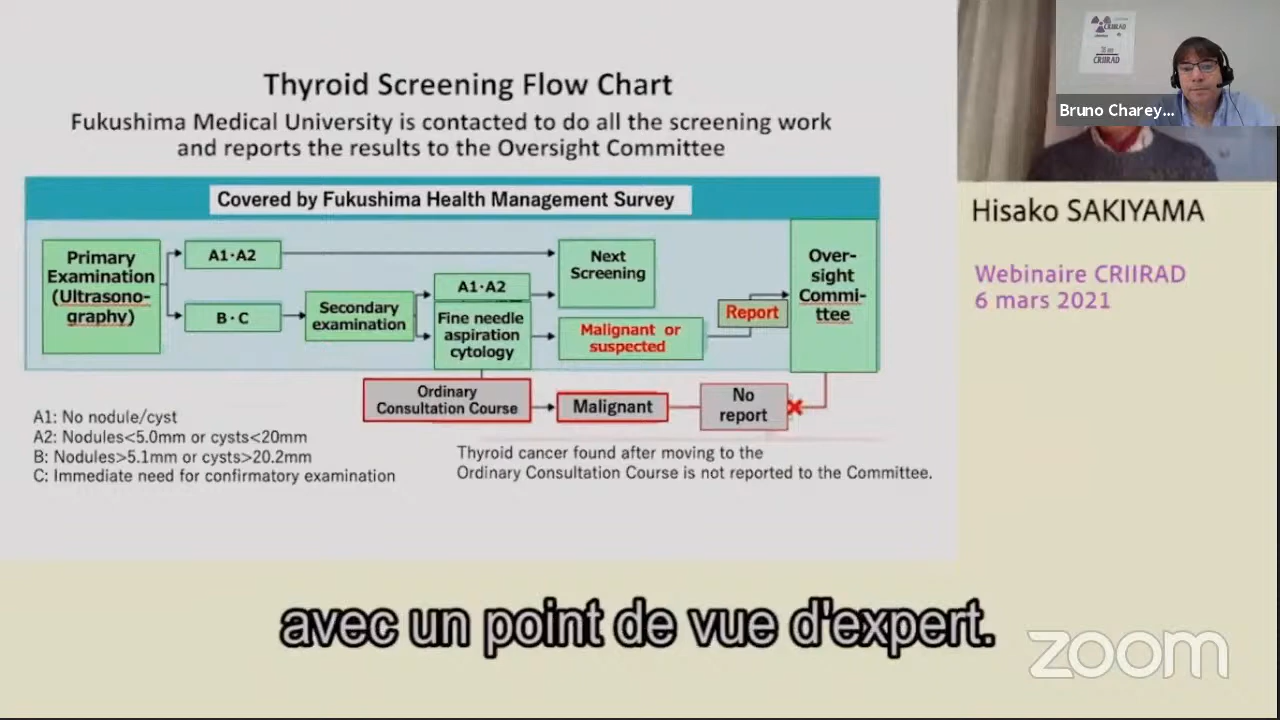 Thyroid Screening Flow Chart
Fukushima Medical University is contacted to do all the screening work
and reports the results to the Oversight Committee
Covered by Fukushima Health Management Survey
Primary
Examination
(Ultrasono-
graphy)
A1·A2
B·C
Secondary
examination
A1·A2
Fine needle
aspiration
cytology
Next
Screening
Malignant or
suspected
Report
Over-
sight
Commi-
ttee
Ordinary
Consultation Course
Malignant
No
report
A1: No nodule/cyst
A2: Nodules<5.0mm or cysts<20mm
B: Nodules>5.1mm or cysts>20.2mm
C: Immediate need for confirmatory examination
Thyroid cancer found after moving to the
Ordinary Consultation Course is not reported to the Committee.
CRIIRAD
CRIIRAD
Bruno Charey...
Hisako SAKIYAMA
Webinaire CRIIRAD
6 mars 2021
avec un point de vue d'expert.
zoom